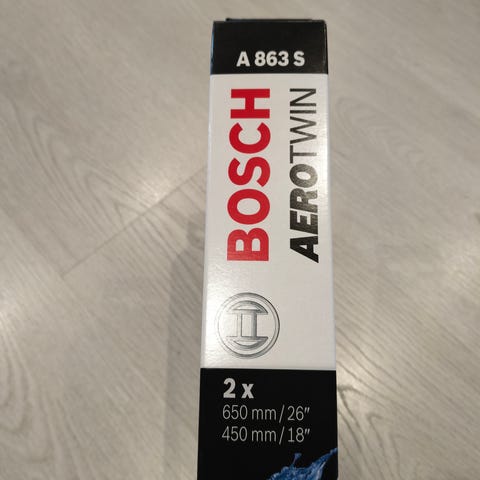 A 863 S
BOSCH
AEROTWIN
2 x
650 mm / 26"
450 mm / 18"